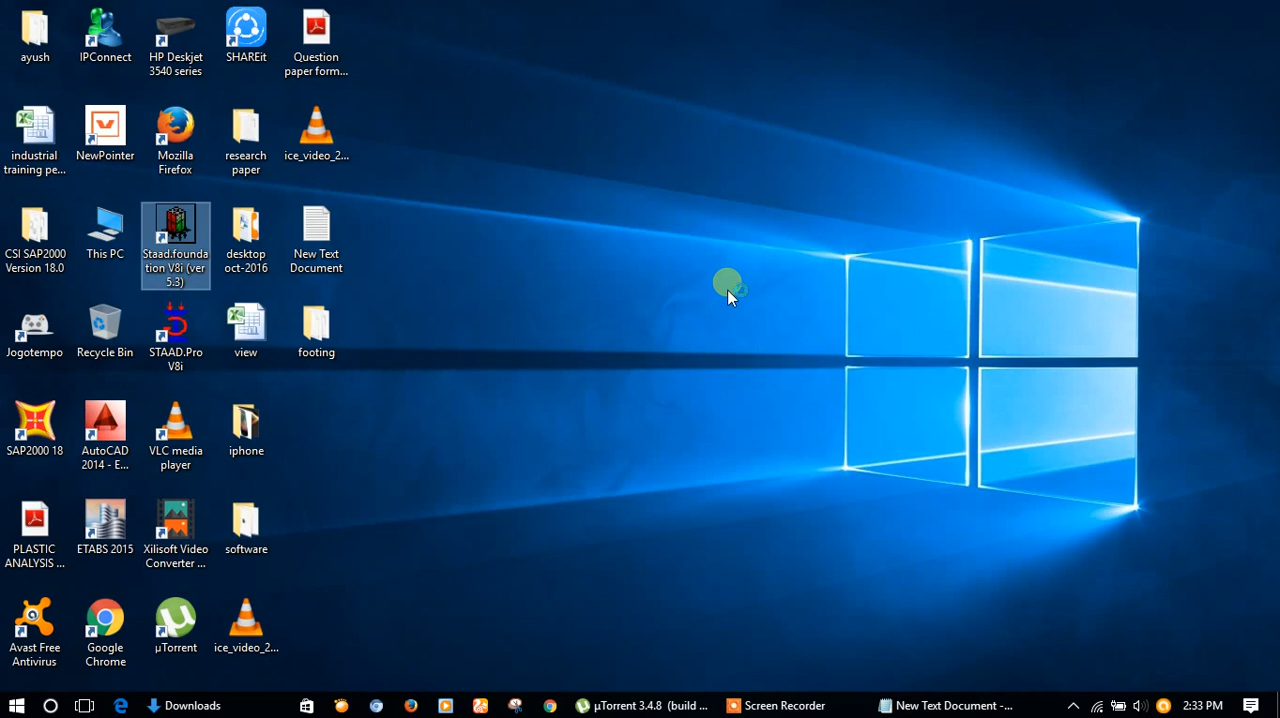 ayush
IPConnect
HP Deskjet
3540 series
SHAREit
Question
paper form...
industrial
training pe...
NewPointer
Mozilla
Firefox
research
paper
ice_video_2...
CSI SAP2000
Version 18.0
This PC
Staad.founda
tion V8i (ver
5.3)
desktop
oct-2016
New Text
Document
Jogotempo
Recycle Bin
STAAD.Pro
V8i
view
footing
SAP2000 18
AutoCAD
2014 - E...
VLC media
player
iphone
PLASTIC
ANALYSIS ...
ETABS 2015
Xilisoft Video
Converter ...
software
Avast Free
Antivirus
Google
Chrome
µTorrent
ice_video_2...
Downloads
µTorrent 3.4.8 (build ...
Screen Recorder
New Text Document -...
2:33 PM